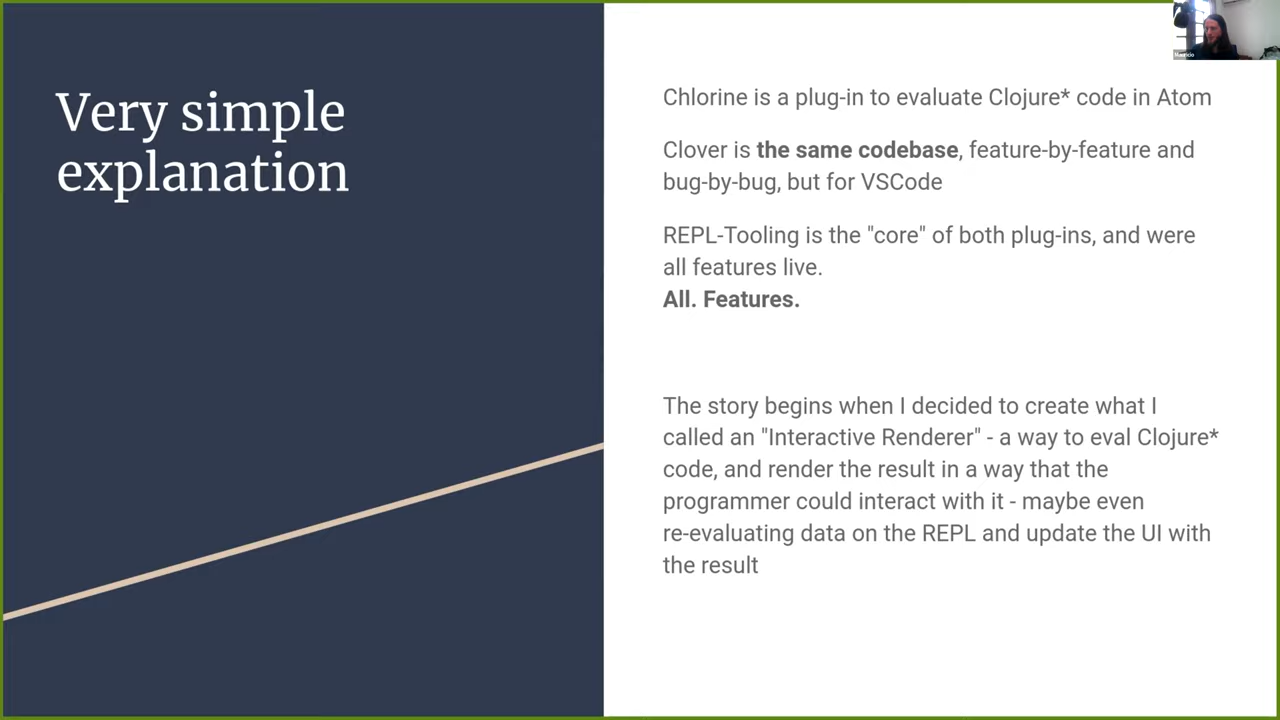 Very simple
explanation
Chlorine is a plug-in to evaluate Clojure* code in Atom
Clover is the same codebase, feature-by-feature and
bug-by-bug, but for VSCode
REPL-Tooling is the "core" of both plug-ins, and were
all features live.
All. Features.
The story begins when I decided to create what I
called an "Interactive Renderer" - a way to eval Clojure*
code, and render the result in a way that the
programmer could interact with it - maybe even
re-evaluating data on the REPL and update the UI with
the result
Mauricio